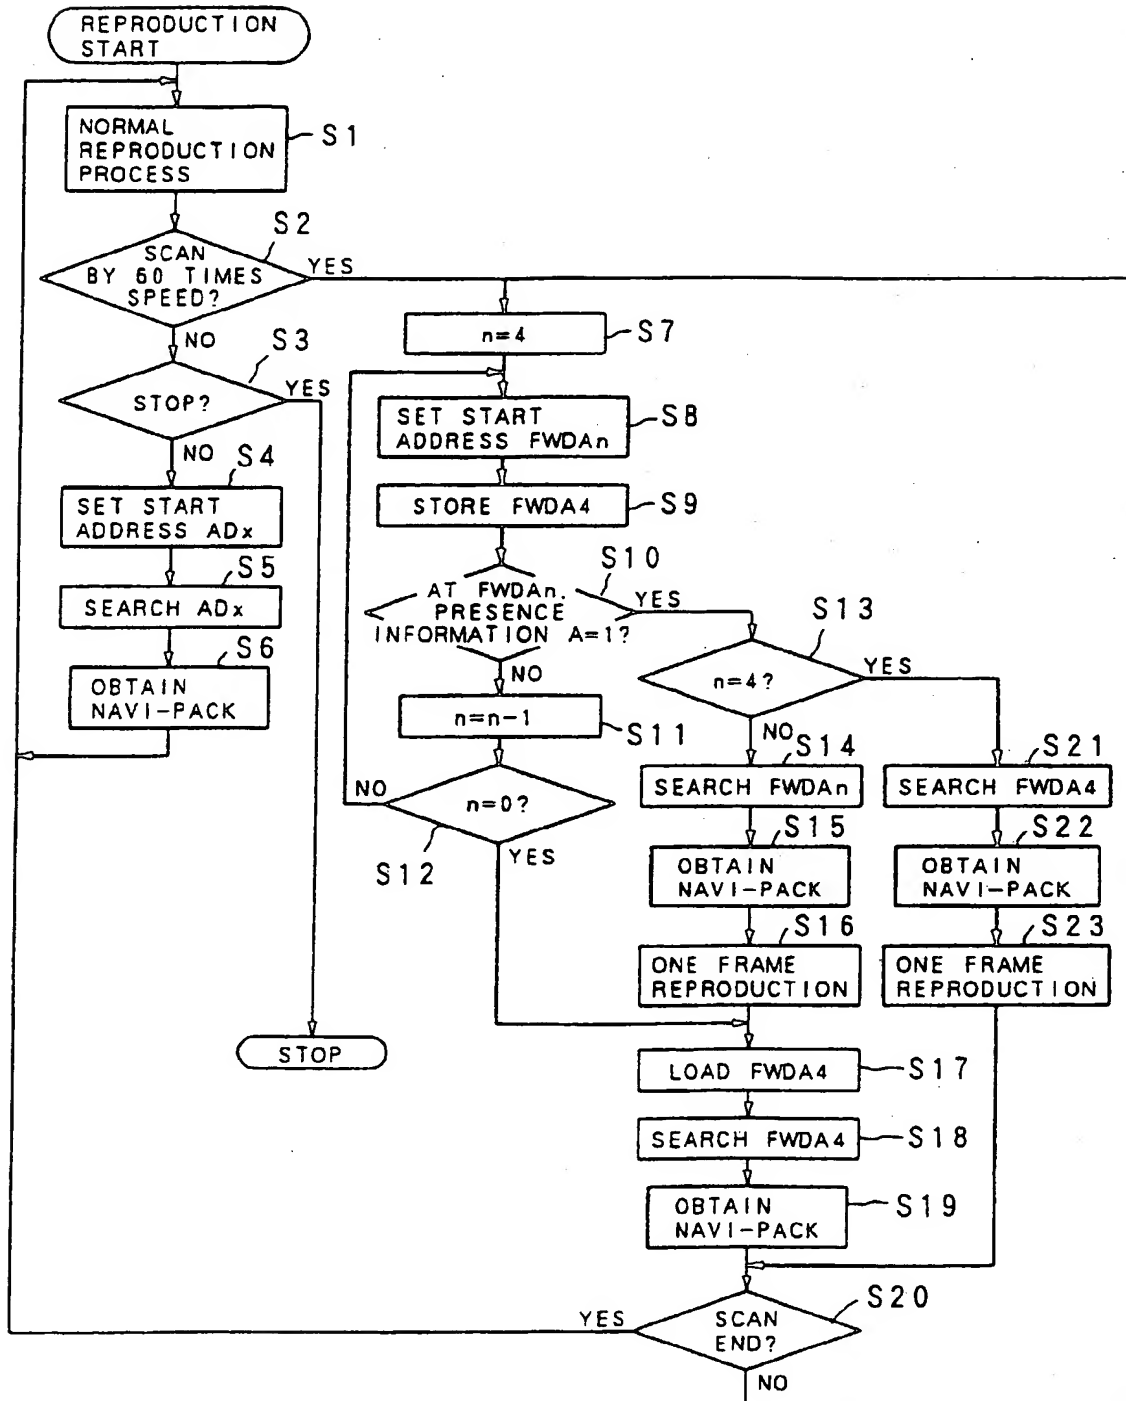 REPRODUCTION
START
NORMAL
REPRODUCTION
PROCESS
S1
SCAN
BY 60 TIMES
SPEED?
S2
YES
NO
STOP?
S3
YES
NO
SET START
ADDRESS ADx
S4
SEARCH ADx
S5
OBTAIN
NAVI-PACK
S6
STOP
n=4
S7
SET START
ADDRESS FWDAn
S8
STORE FWDA4
S9
AT FWDAn.
PRESENCE
INFORMATION A=1?
S10
YES
NO
n=n-1
S11
n=0?
S12
NO
YES
n=4?
S13
YES
NO
SEARCH FWDAn
S14
OBTAIN
NAVI-PACK
S15
ONE FRAME
REPRODUCTION
S16
LOAD FWDA4
S17
SEARCH FWDA4
S18
OBTAIN
NAVI-PACK
S19
SCAN
END?
S20
YES
NO
SEARCH FWDA4
S21
OBTAIN
NAVI-PACK
S22
ONE FRAME
REPRODUCTION
S23